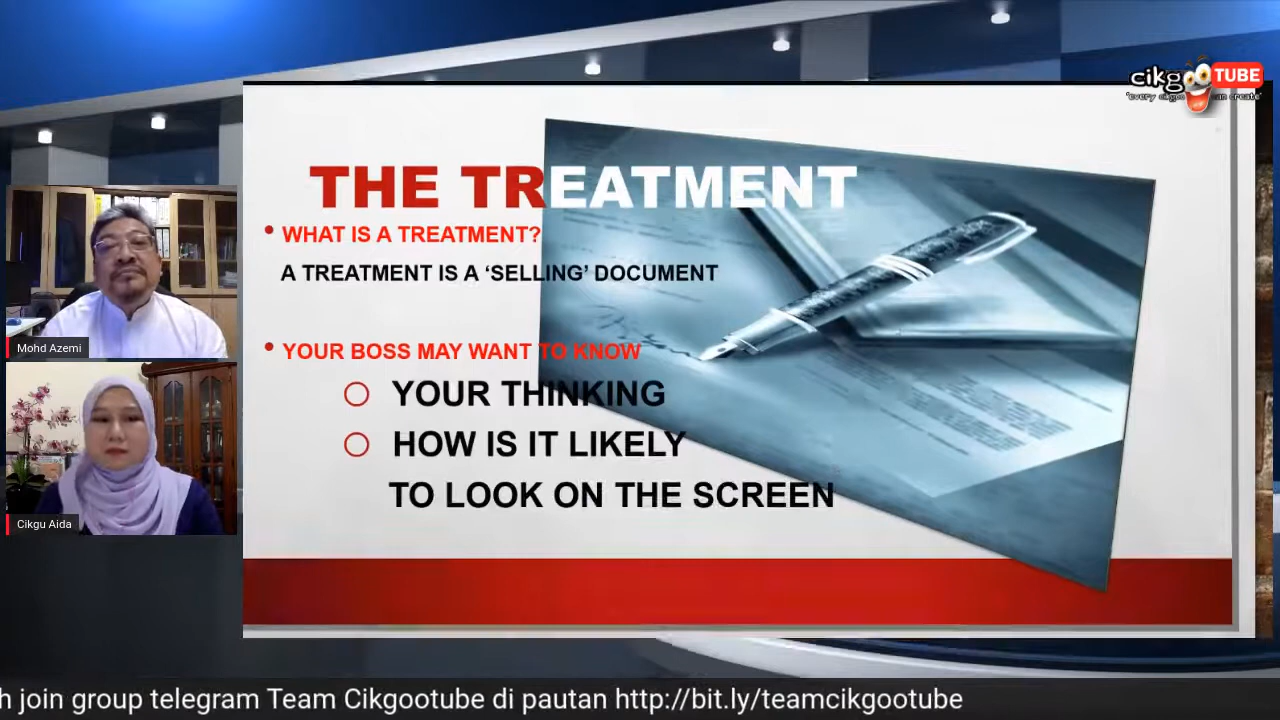 cikgoo TUBE
THE TREATMENT
• WHAT IS A TREATMENT?
A TREATMENT IS A ‘SELLING’ DOCUMENT
• YOUR BOSS MAY WANT TO KNOW
YOUR THINKING
HOW IS IT LIKELY
TO LOOK ON THE SCREEN
Mohd Azemi
Cikgu Aida
h join group telegram Team Cikgootube di pautan http://bit.ly/teamcikgootube